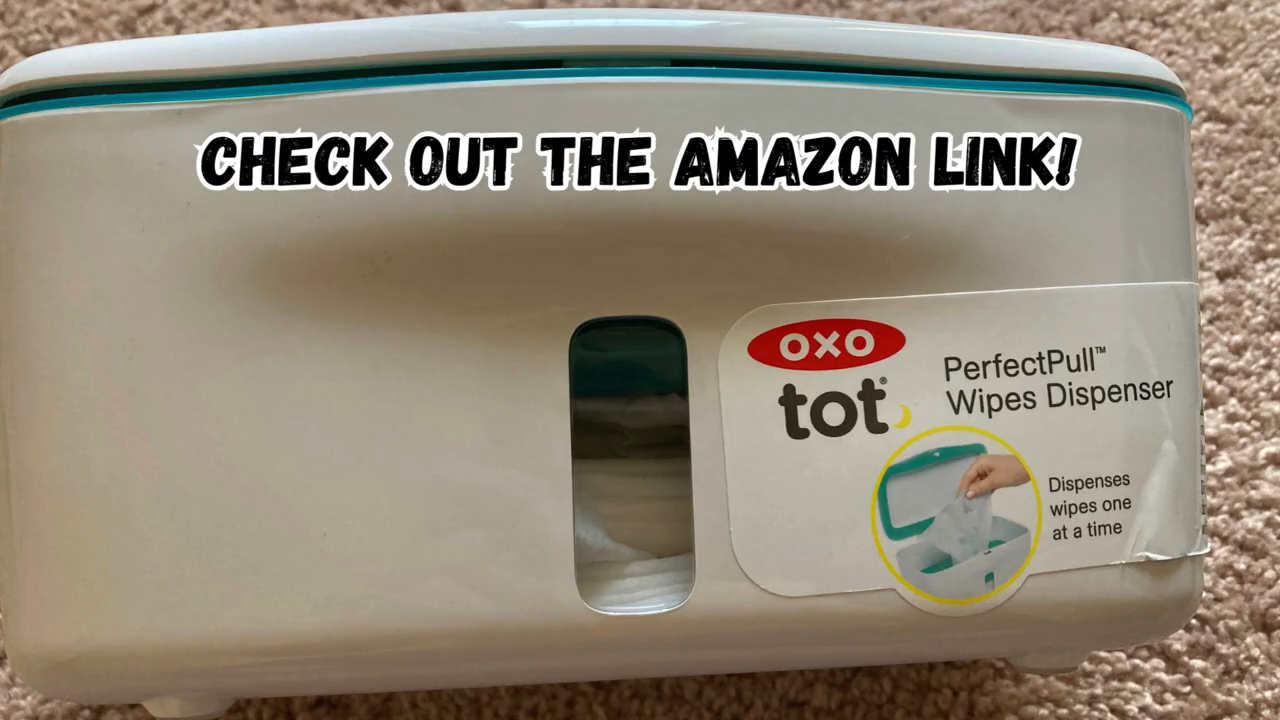 CHECK OUT THE AMAZON LINK!
OXO
tot®
PerfectPull™
Wipes Dispenser
Dispenses
wipes one
at a time